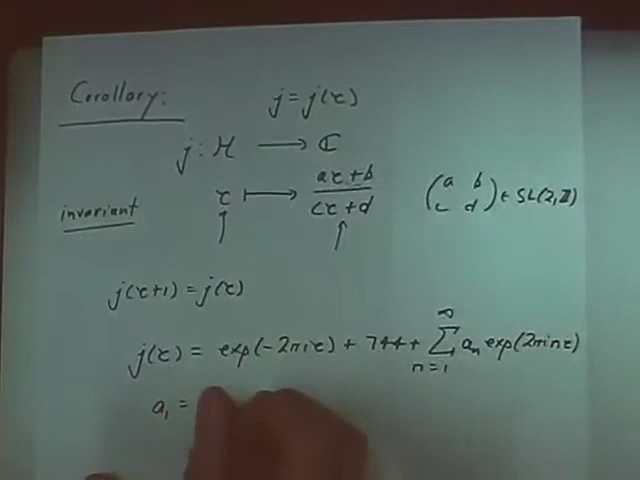 Corollary: j = j(τ)
j : H ⟶ ℂ
invariant τ ⟼ (aτ+b)/(cτ+d) (a b; c d) ∈ SL(2,ℤ)
j(τ+1) = j(τ)
j(τ) = exp(-2πiτ) + 744 + ∑_{n=1}^{∞} a_n exp(2πinτ)
a₁ =